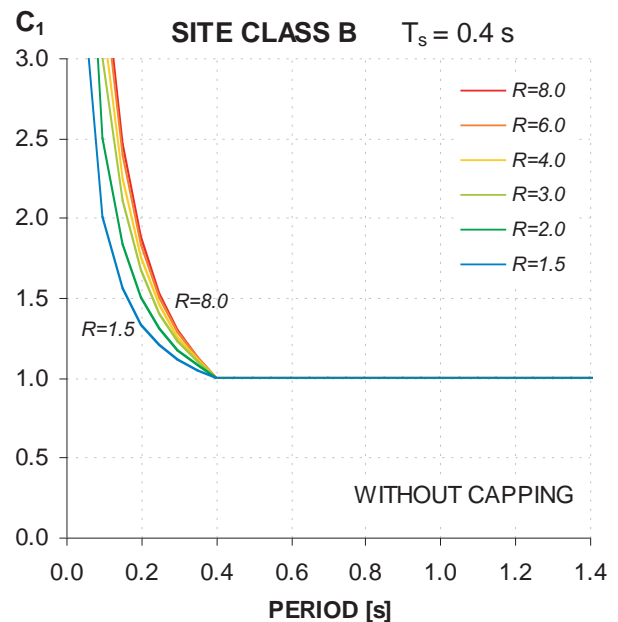 C1 SITE CLASS B Ts = 0.4 s
3.0
2.5
2.0
1.5
1.0
0.5
0.0
R=8.0
R=6.0
R=4.0
R=3.0
R=2.0
R=1.5
R=8.0
R=1.5
WITHOUT CAPPING
0.0 0.2 0.4 0.6 0.8 1.0 1.2 1.4
PERIOD [s]